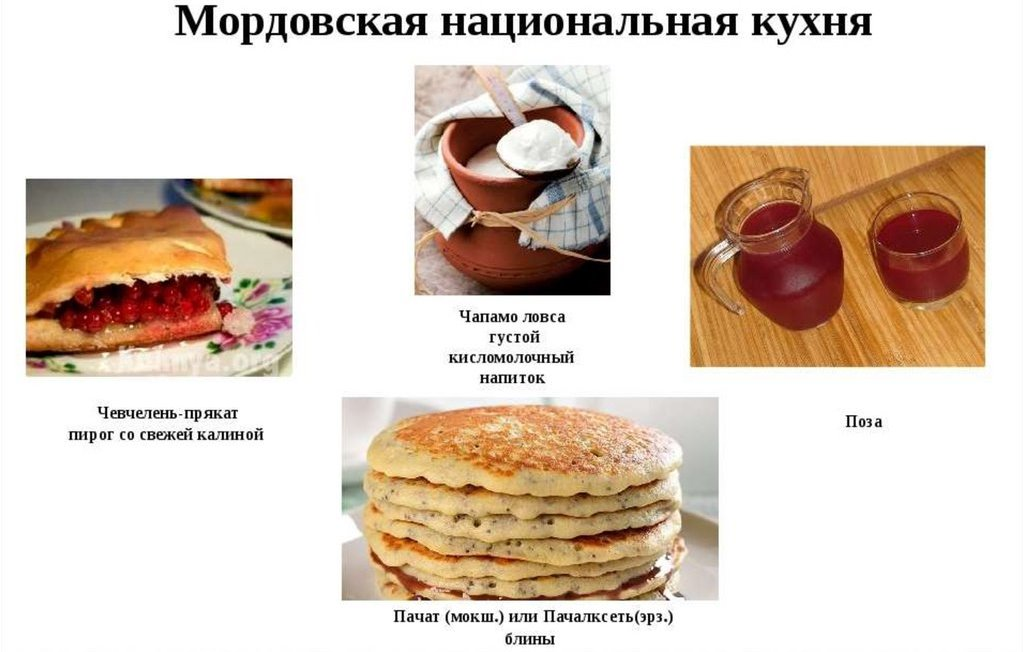 Мордовская национальная кухня
Чапамо ловса
густой
кисломолочный
напиток
Чевчелень-прякат
пирог со свежей калиной
Поза
Пачат (мокш.) или Пачалксеть(эрз.)
блины